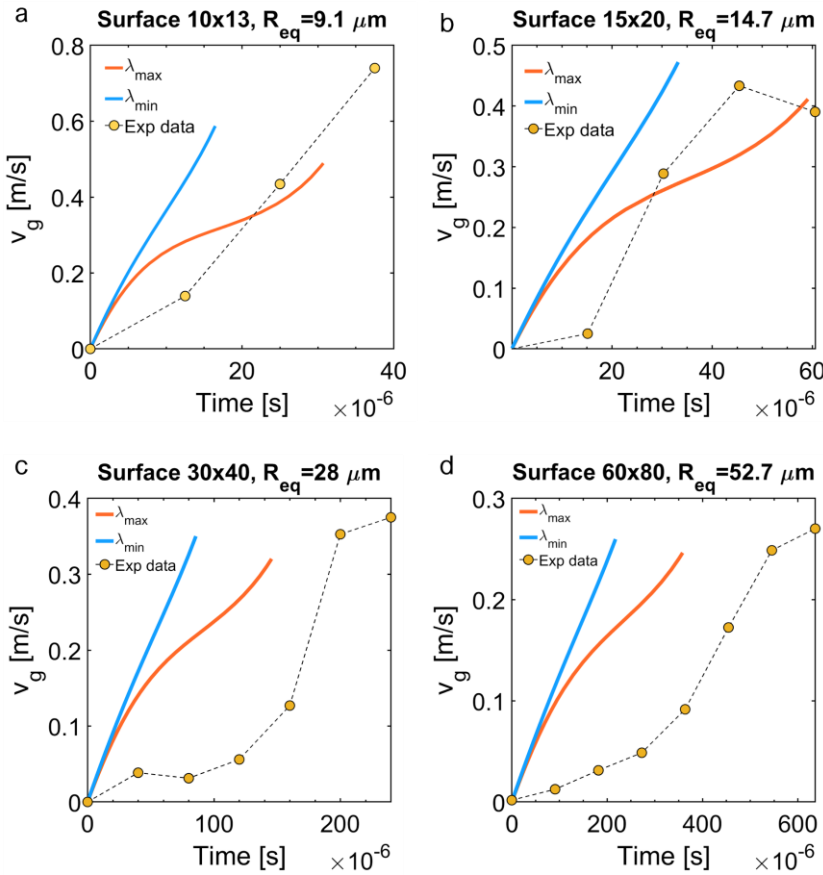 a
Surface 10x13, R_eq=9.1 μm
0.8
0.6
0.4
0.2
0
v_g [m/s]
λ_max
λ_min
Exp data
0 20 40
Time [s] ×10^-6
b
Surface 15x20, R_eq=14.7 μm
0.5
0.4
0.3
0.2
0.1
0
v_g [m/s]
λ_max
λ_min
Exp data
0 20 40 60
Time [s] ×10^-6
c
Surface 30x40, R_eq=28 μm
0.4
0.3
0.2
0.1
0
v_g [m/s]
λ_max
λ_min
Exp data
0 100 200
Time [s] ×10^-6
d
Surface 60x80, R_eq=52.7 μm
0.3
0.2
0.1
0
v_g [m/s]
λ_max
λ_min
Exp data
0 200 400 600
Time [s] ×10^-6